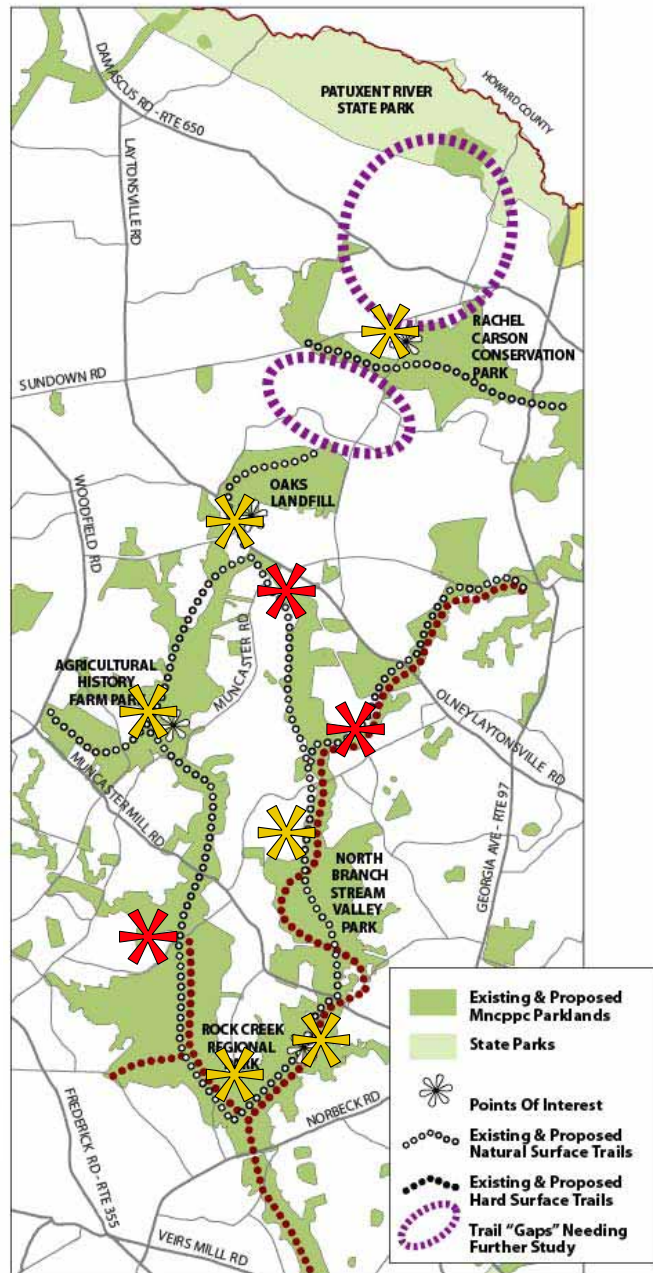 DAMASCUS RD - RTE 650
PATUXENT RIVER
STATE PARK
HOWARD COUNTY
LAYTONSVILLE RD
RACHEL
CARSON
CONSERVATION
PARK
SUNDOWN RD
OAKS
LANDFILL
WOODFIELD RD
MUNCASTER RD
AGRICULTURAL
HISTORY
FARM PARK
OLNEY LAYTONSVILLE RD
MUNCASTER MILL RD
GEORGIA AVE - RTE 97
NORTH
BRANCH
STREAM
VALLEY
PARK
ROCK CREEK
REGIONAL
PARK
NORBECK RD
FREDERICK RD - RTE 355
VEIRS MILLL RD
Existing & Proposed
Mncppc Parklands
State Parks
Points Of Interest
Existing & Proposed
Natural Surface Trails
Existing & Proposed
Hard Surface Trails
Trail "Gaps" Needing
Further Study